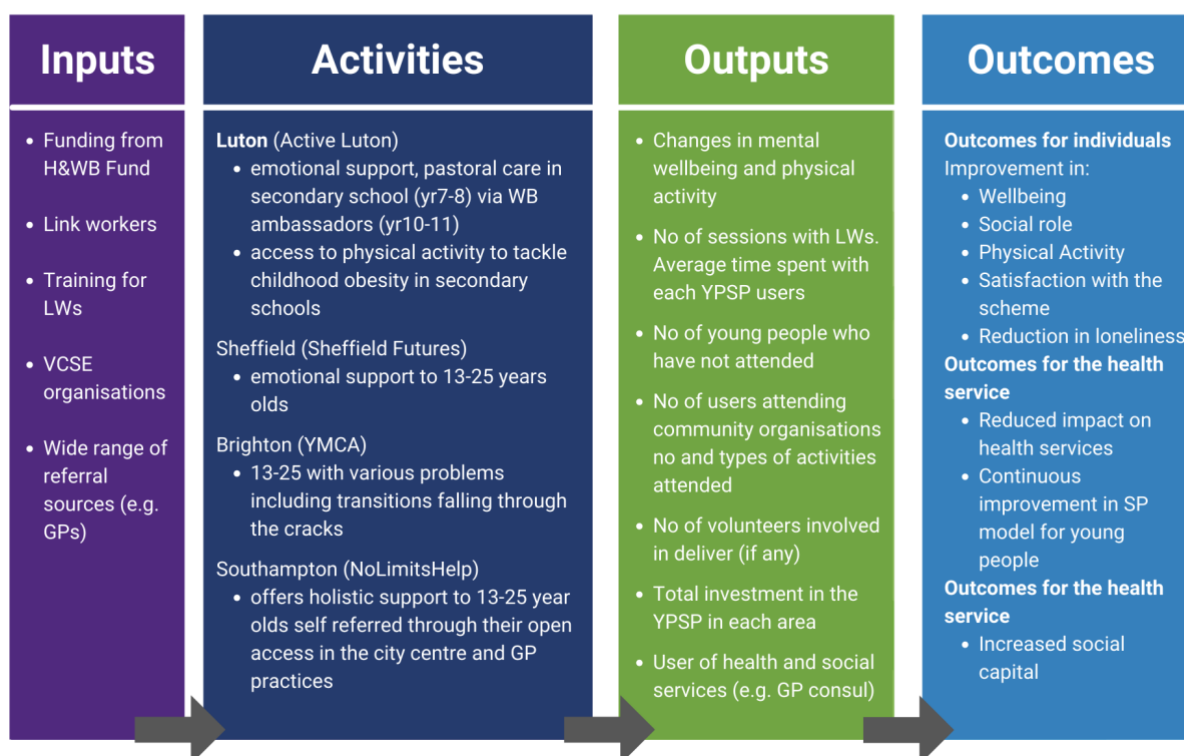 Inputs
Funding from
H&WB Fund
Link workers
Training for
LWs
VCSE
organisations
Wide range of
referral
sources (e.g.
GPs)
Activities
Luton (Active Luton)
emotional support, pastoral care in
secondary school (yr7-8) via WB
ambassadors (yr10-11)
access to physical activity to tackle
childhood obesity in secondary
schools
Sheffield (Sheffield Futures)
emotional support to 13-25 years
olds
Brighton (YMCA)
13-25 with various problems
including transitions falling through
the cracks
Southampton (NoLimitsHelp)
offers holistic support to 13-25 year
olds self referred through their open
access in the city centre and GP
practices
Outputs
Changes in mental
wellbeing and physical
activity
No of sessions with LWs.
Average time spent with
each YPSP users
No of young people who
have not attended
No of users attending
community organisations
no and types of activities
attended
No of volunteers involved
in deliver (if any)
Total investment in the
YPSP in each area
User of health and social
services (e.g. GP consul)
Outcomes
Outcomes for individuals
Improvement in:
Wellbeing
Social role
Physical Activity
Satisfaction with the
scheme
Reduction in loneliness
Outcomes for the health
service
Reduced impact on
health services
Continuous
improvement in SP
model for young
people
Outcomes for the health
service
Increased social
capital